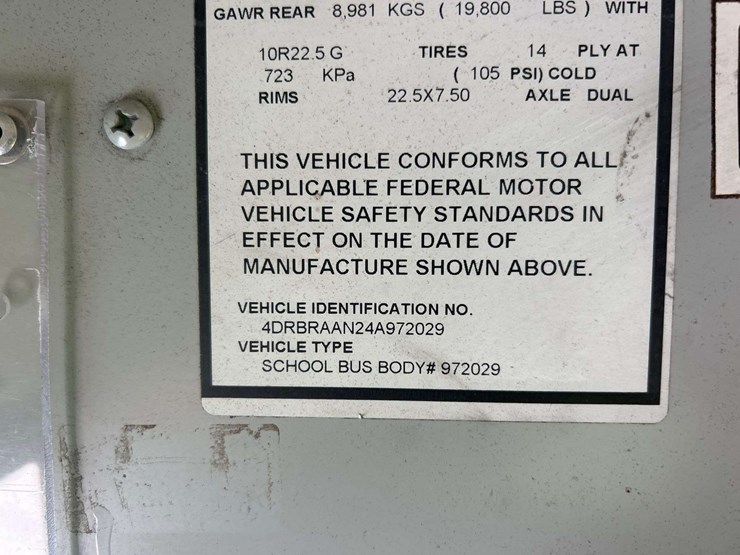 GAWR REAR 8,981 KGS ( 19,800 LBS ) WITH
10R22.5 G TIRES 14 PLY AT
723 KPa ( 105 PSI) COLD
RIMS 22.5X7.50 AXLE DUAL
THIS VEHICLE CONFORMS TO ALL
APPLICABLE FEDERAL MOTOR
VEHICLE SAFETY STANDARDS IN
EFFECT ON THE DATE OF
MANUFACTURE SHOWN ABOVE.
VEHICLE IDENTIFICATION NO.
4DRBRAAN24A972029
VEHICLE TYPE
SCHOOL BUS BODY# 972029